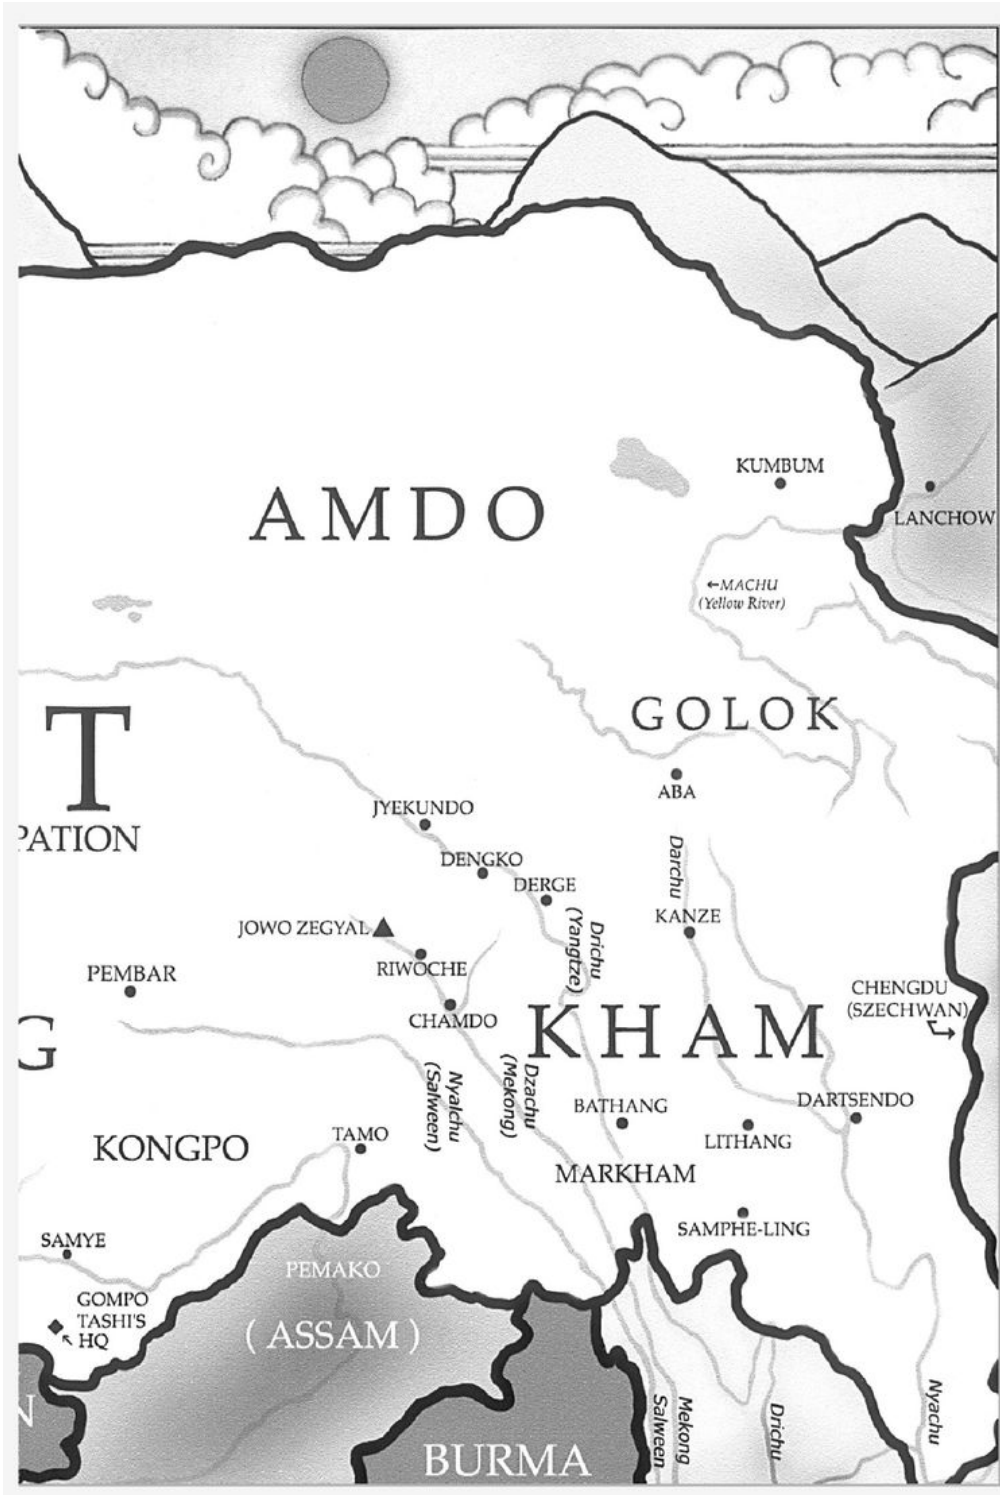 KUMBUM
AMDO
LANCHOW
←MACHU
(Yellow River)
GOLOK
T
ABA
PATION
JYEKUNDO
DENGKO
DERGE
Darchu
KANZE
Drichu
(Yangtze)
JOWO ZEGYAL
RIWOCHE
PEMBAR
CHAMDO
CHENGDU
(SZECHWAN)
G
KHAM
Nyalchu
(Salween)
Dzachu
(Mekong)
BATHANG
DARTSENDO
LITHANG
TAMO
KONGPO
MARKHAM
SAMPHE-LING
SAMYE
PEMAKO
GOMPO
TASHI'S
HQ
(ASSAM)
N
Salween
Mekong
Drichu
Nyachu
BURMA